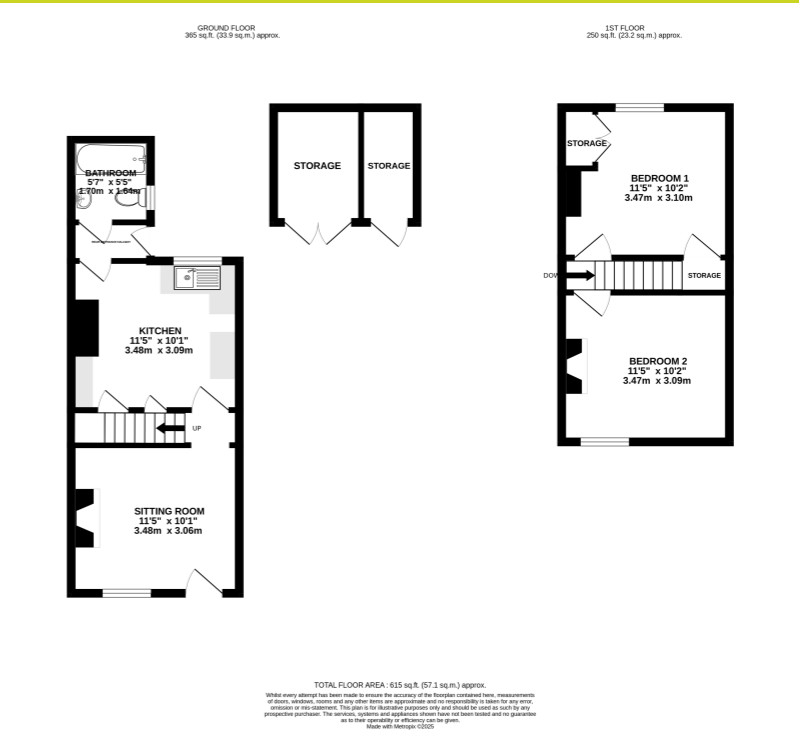 GROUND FLOOR
365 sq.ft. (33.9 sq.m.) approx.
1ST FLOOR
250 sq.ft. (23.2 sq.m.) approx.
BATHROOM
5'7" x 5'5"
1.70m x 1.64m
STORAGE
STORAGE
KITCHEN
11'5" x 10'1"
3.48m x 3.09m
UP
SITTING ROOM
11'5" x 10'1"
3.48m x 3.06m
STORAGE
BEDROOM 1
11'5" x 10'2"
3.47m x 3.10m
STORAGE
BEDROOM 2
11'5" x 10'2"
3.47m x 3.09m
TOTAL FLOOR AREA : 615 sq.ft. (57.1 sq.m.) approx.
Whilst every attempt has been made to ensure the accuracy of the floorplan contained here, measurements
of doors, windows, rooms and any other items are approximate and no responsibility is taken for any error,
omission or mis-statement. This plan is for illustrative purposes only and should be used as such by any
prospective purchaser. The services, systems and appliances shown have not been tested and no guarantee
as to their operability or efficiency can be given.
Made with Metropix ©2025